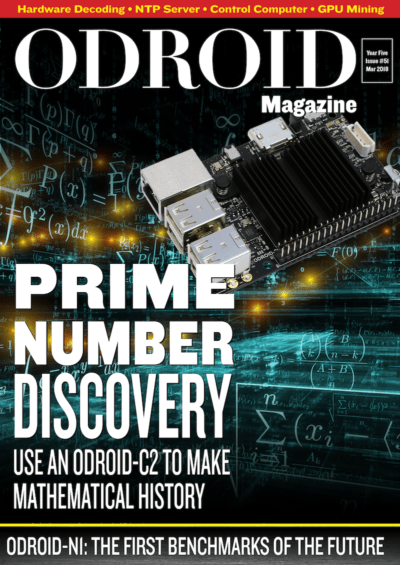 Hardware Decoding • NTP Server • Control Computer • GPU Mining
ODROID
Year Five
Issue #51
Mar 2018
Magazine
PRIME
NUMBER
DISCOVERY
USE AN ODROID-C2 TO MAKE
MATHEMATICAL HISTORY
ODROID-N1: THE FIRST BENCHMARKS OF THE FUTURE